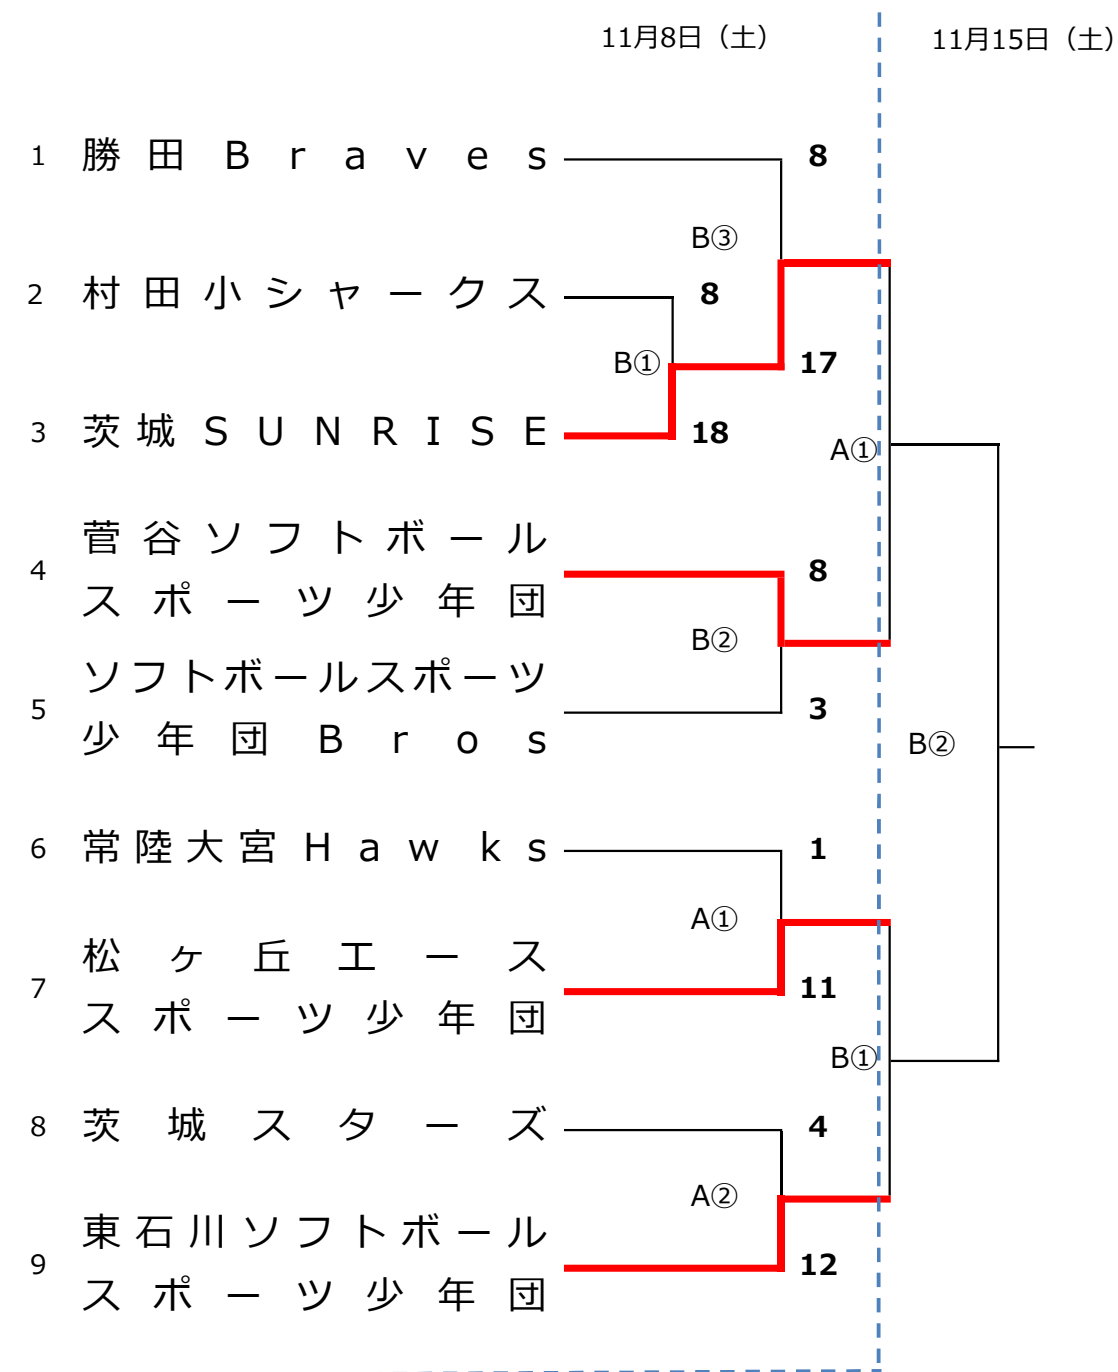 11月8日（土）
11月15日（土）
1 勝田Braves
8
B③
2 村田小シャークス
8
B①
17
3 茨城SUNRISE
18
A①
4 菅谷ソフトボール
スポーツ少年団
8
B②
5 ソフトボールスポーツ
少年団Bros
3
B②
6 常陸大宮Hawks
1
A①
7 松ヶ丘エース
スポーツ少年団
11
B①
8 茨城スターズ
4
A②
9 東石川ソフトボール
スポーツ少年団
12